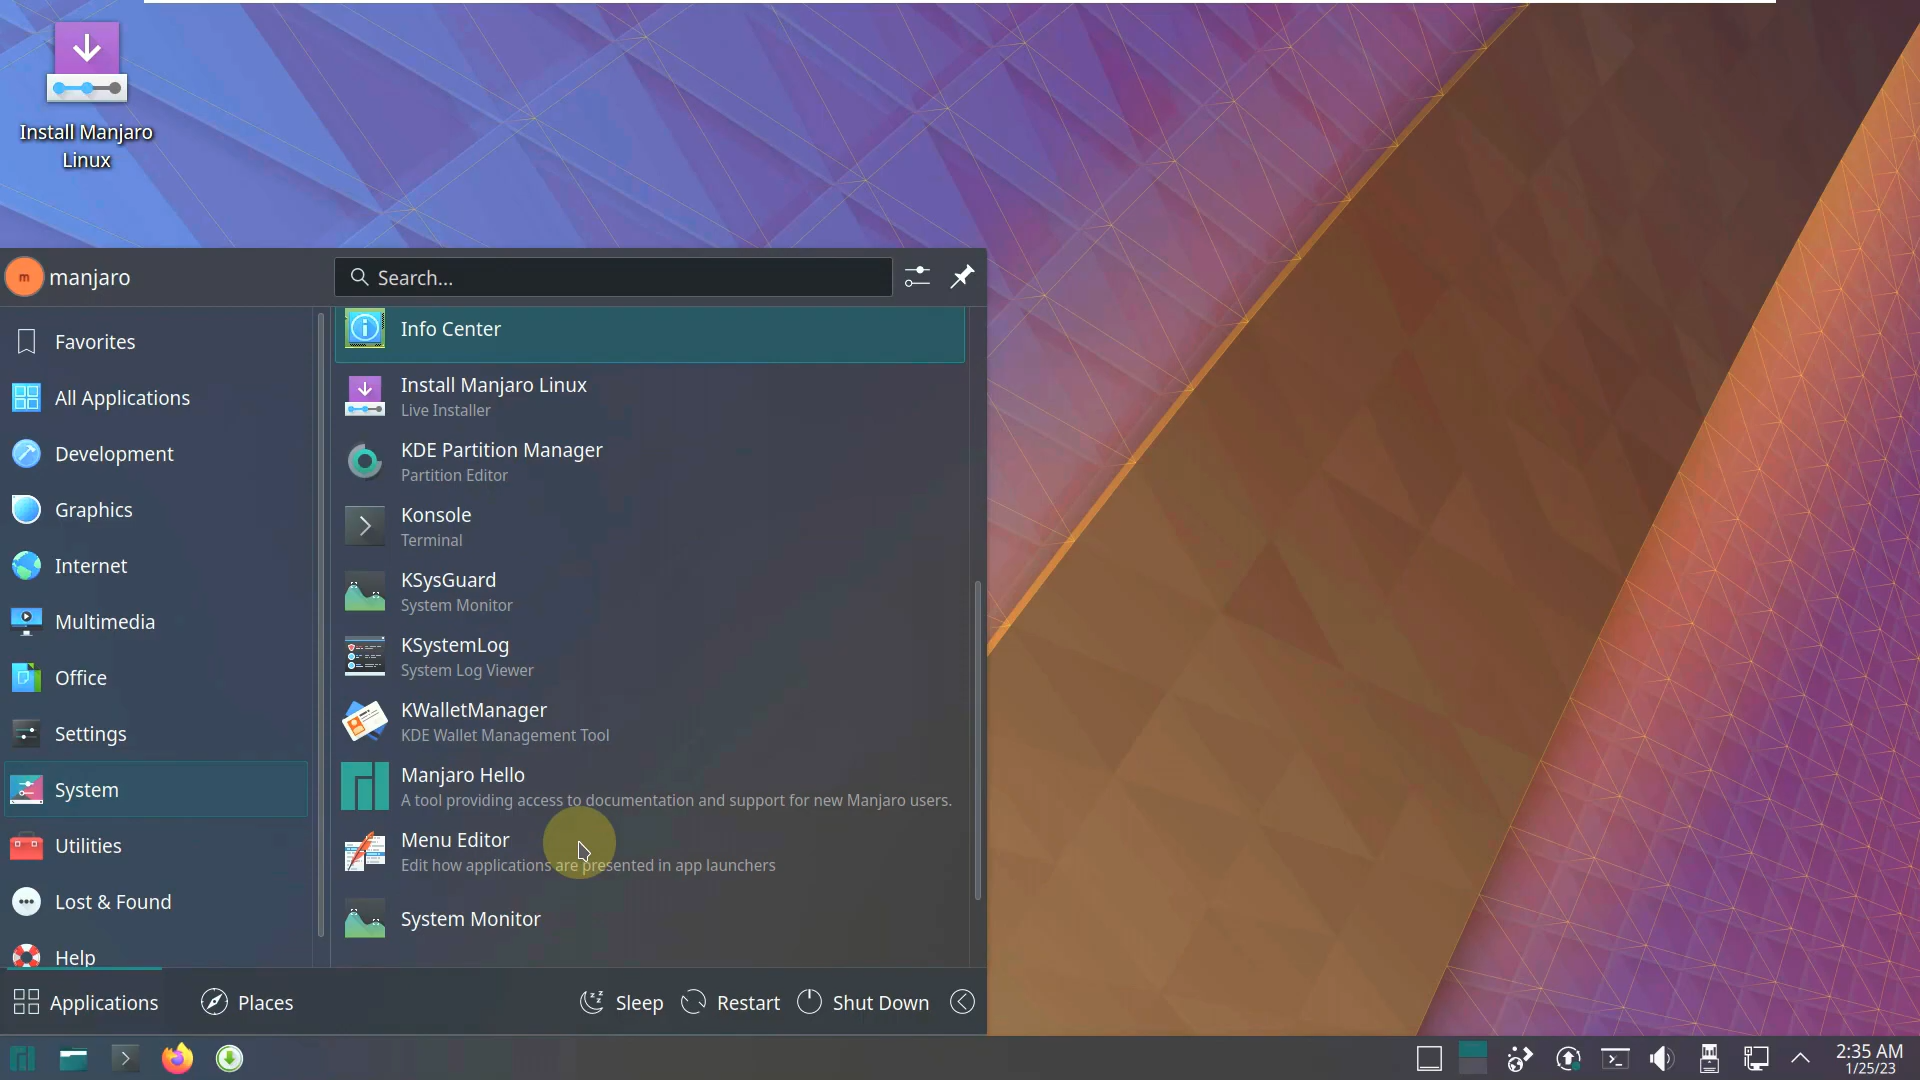 Install Manjaro
Linux
m
manjaro
Search...
Favorites
All Applications
Development
Graphics
Internet
Multimedia
Office
Settings
System
Utilities
Lost & Found
Help
Info Center
Install Manjaro Linux
Live Installer
KDE Partition Manager
Partition Editor
Konsole
Terminal
KSysGuard
System Monitor
KSystemLog
System Log Viewer
KWalletManager
KDE Wallet Management Tool
Manjaro Hello
A tool providing access to documentation and support for new Manjaro users.
Menu Editor
Edit how applications are presented in app launchers
System Monitor
Applications
Places
Sleep
Restart
Shut Down
2:35 AM
1/25/23